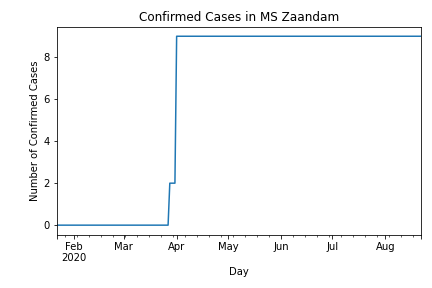 Confirmed Cases in MS Zaandam
Number of Confirmed Cases
8
6
4
2
0
Feb Mar Apr May Jun Jul Aug
2020
Day